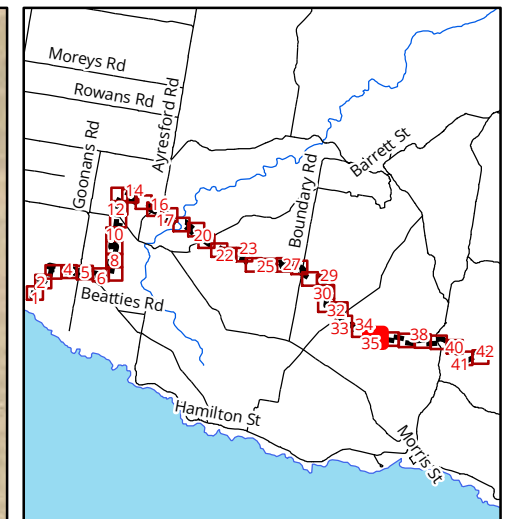 Moreys Rd
Rowans Rd
Ayresford Rd
Goonans Rd
Barrett St
Boundary Rd
14
16
12
17
10
20
8
22
23
25
27
2
4
5
6
1
Beatties Rd
29
30
32
33
34
35
38
40
41
42
Hamilton St
Morris St